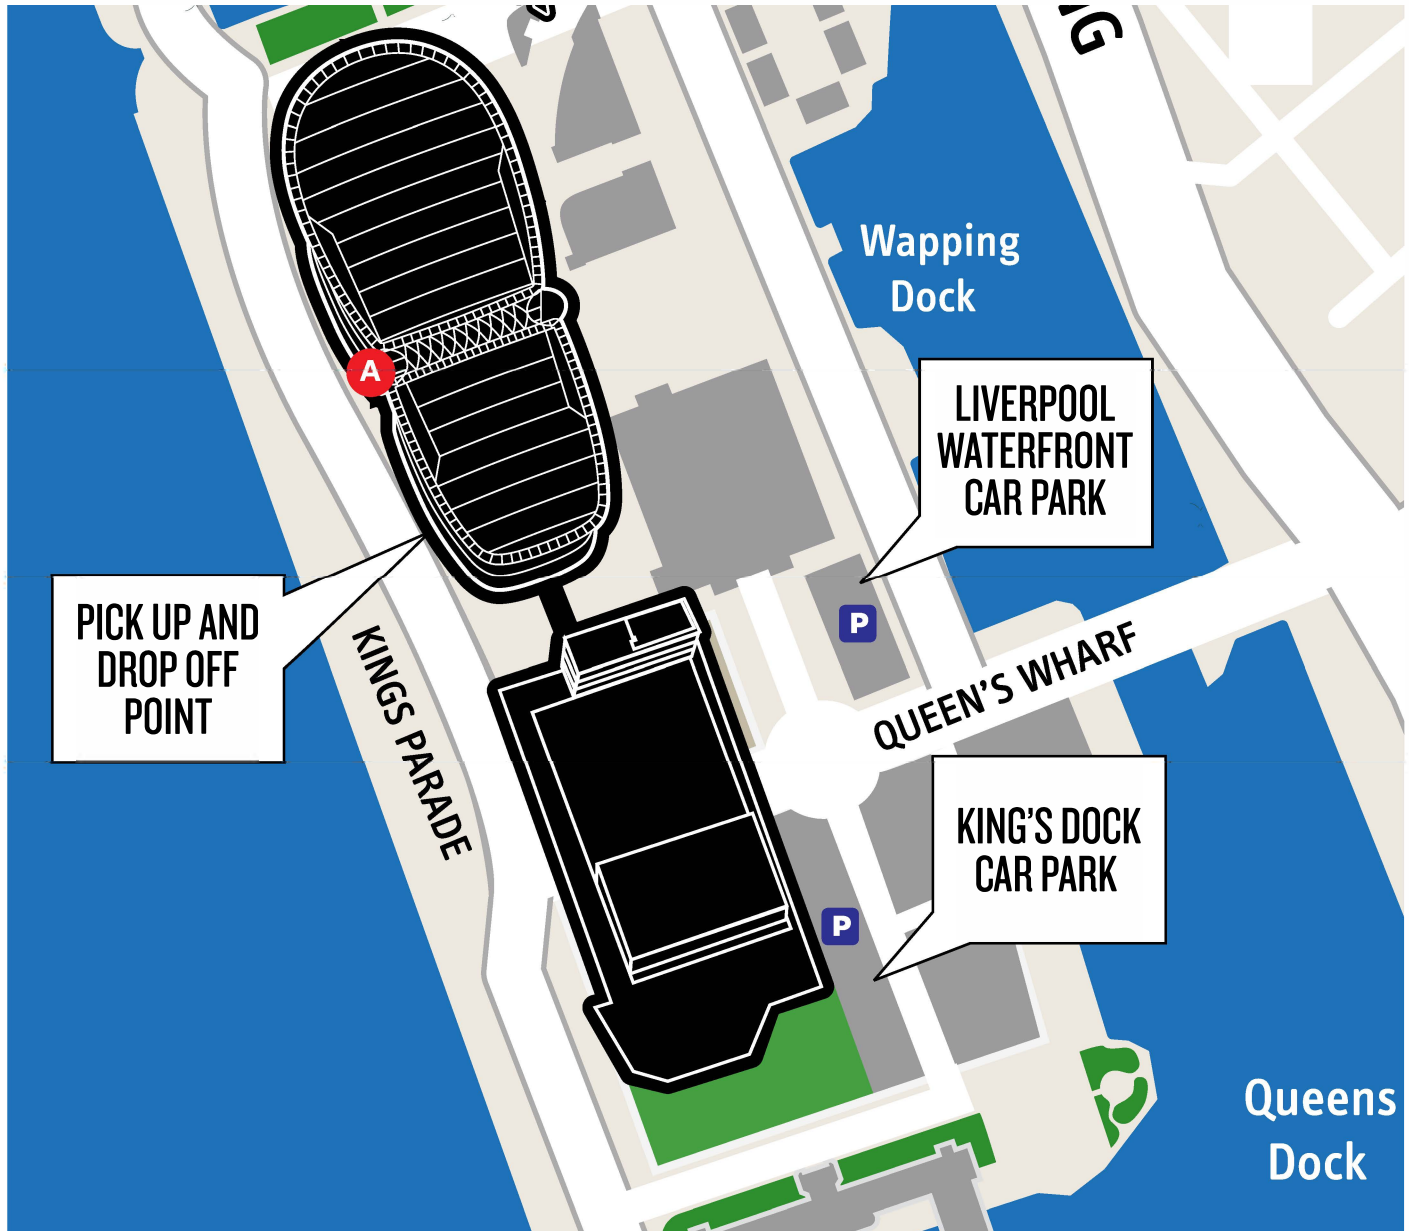 NG
Wapping
Dock
A
LIVERPOOL
WATERFRONT
CAR PARK
PICK UP AND
DROP OFF
POINT
P
KINGS PARADE
QUEEN'S WHARF
KING'S DOCK
CAR PARK
P
Queens
Dock